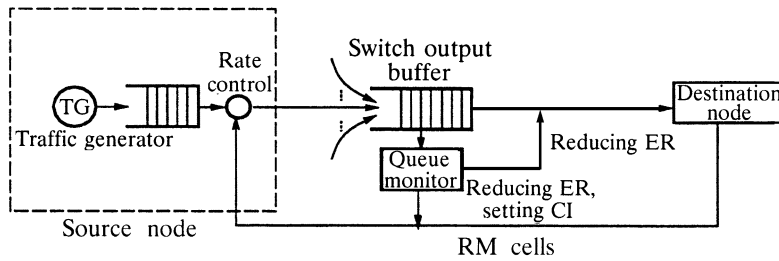 Switch output
buffer
Rate
control
TG
Traffic generator
Destination
node
Reducing ER
Queue
monitor
Reducing ER,
setting CI
Source node
RM cells